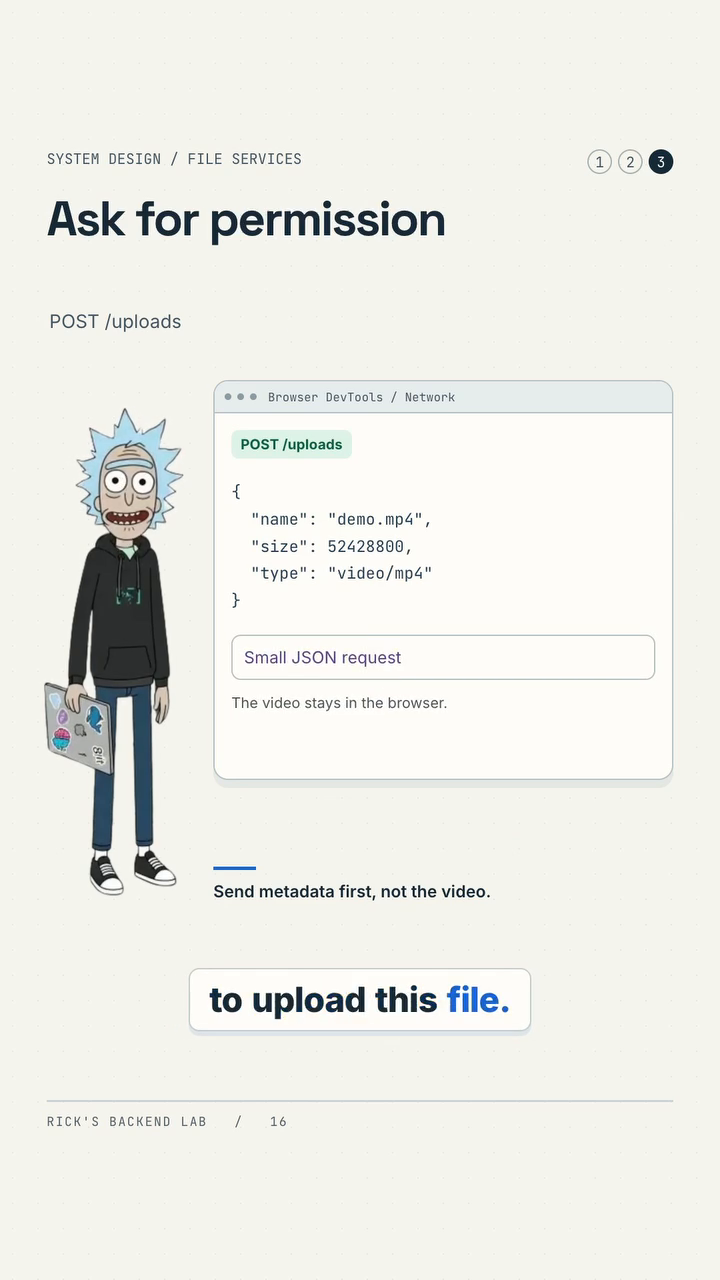 SYSTEM DESIGN / FILE SERVICES
1 2 3
Ask for permission
POST /uploads
Browser DevTools / Network
POST /uploads
{
"name": "demo.mp4",
"size": 52428800,
"type": "video/mp4"
}
Small JSON request
The video stays in the browser.
Send metadata first, not the video.
to upload this file.
RICK'S BACKEND LAB / 16